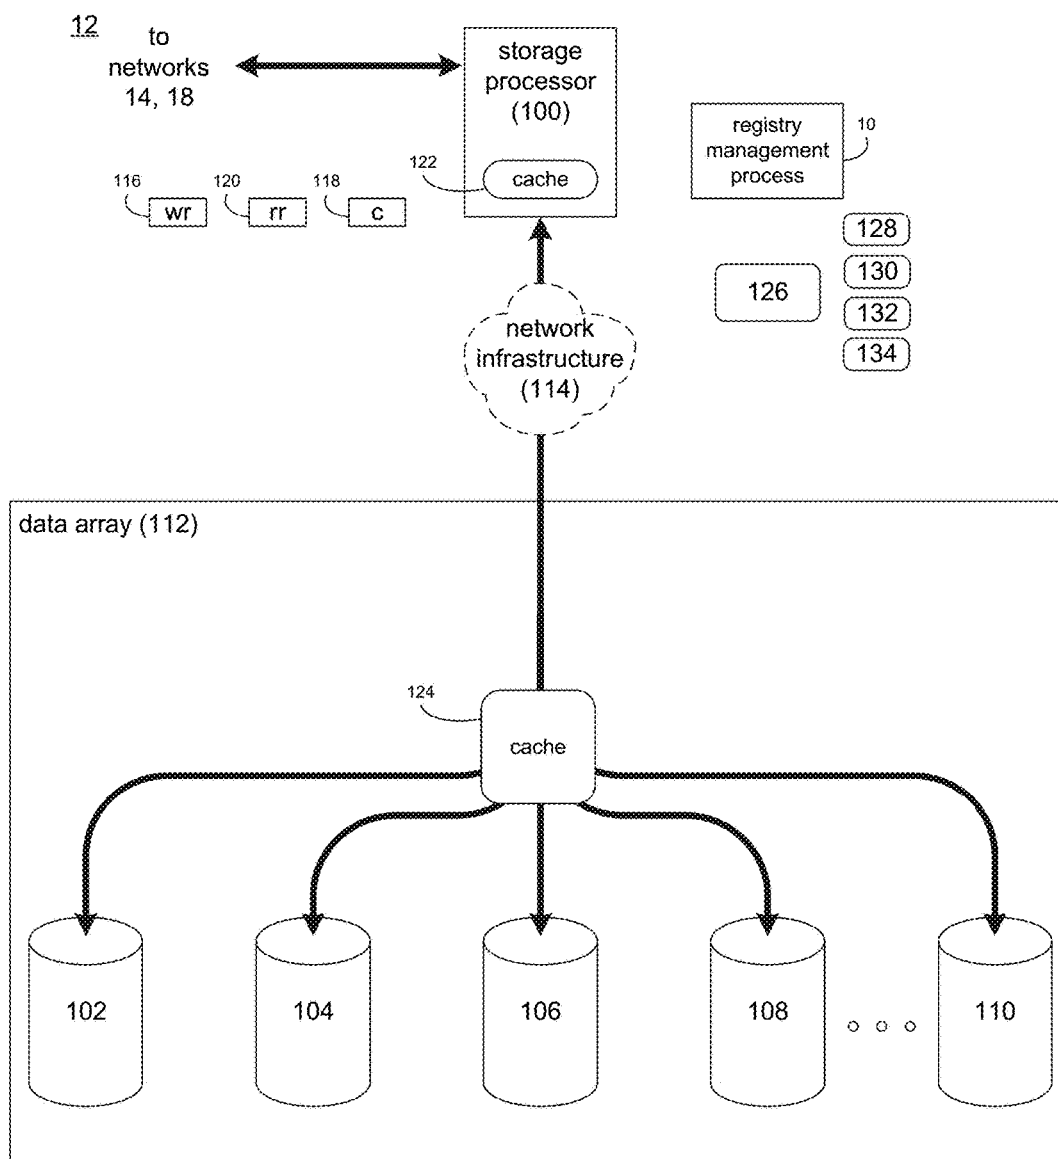 12
to
networks
14, 18
storage
processor
(100)
122
cache
registry
management
process
10
116
wr
120
rr
118
c
128
130
132
134
126
network
infrastructure
(114)
data array (112)
124
cache
102
104
106
108
110